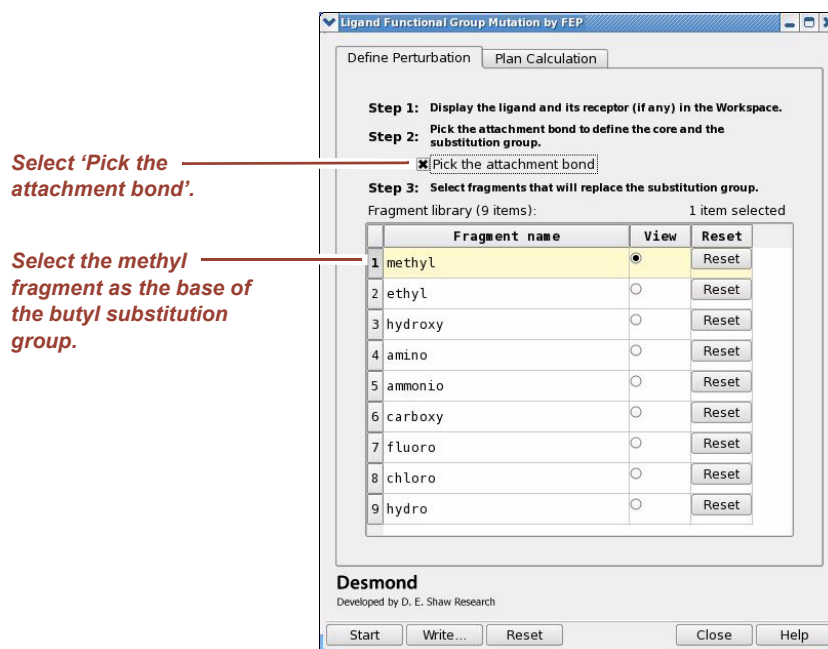 Ligand Functional Group Mutation by FEP
Define Perturbation
Plan Calculation
Step 1: Display the ligand and its receptor (if any) in the Workspace.
Step 2: Pick the attachment bond to define the core and the
substitution group.
Select ‘Pick the
attachment bond’.
Pick the attachment bond
Step 3: Select fragments that will replace the substitution group.
Fragment library (9 items):
1 item selected
Fragment name View Reset
Select the methyl
fragment as the base of
the butyl substitution
group.
1 methyl Reset
2 ethyl Reset
3 hydroxy Reset
4 amino Reset
5 ammonio Reset
6 carboxy Reset
7 fluoro Reset
8 chloro Reset
9 hydro Reset
Desmond
Developed by D. E. Shaw Research
Start Write... Reset Close Help